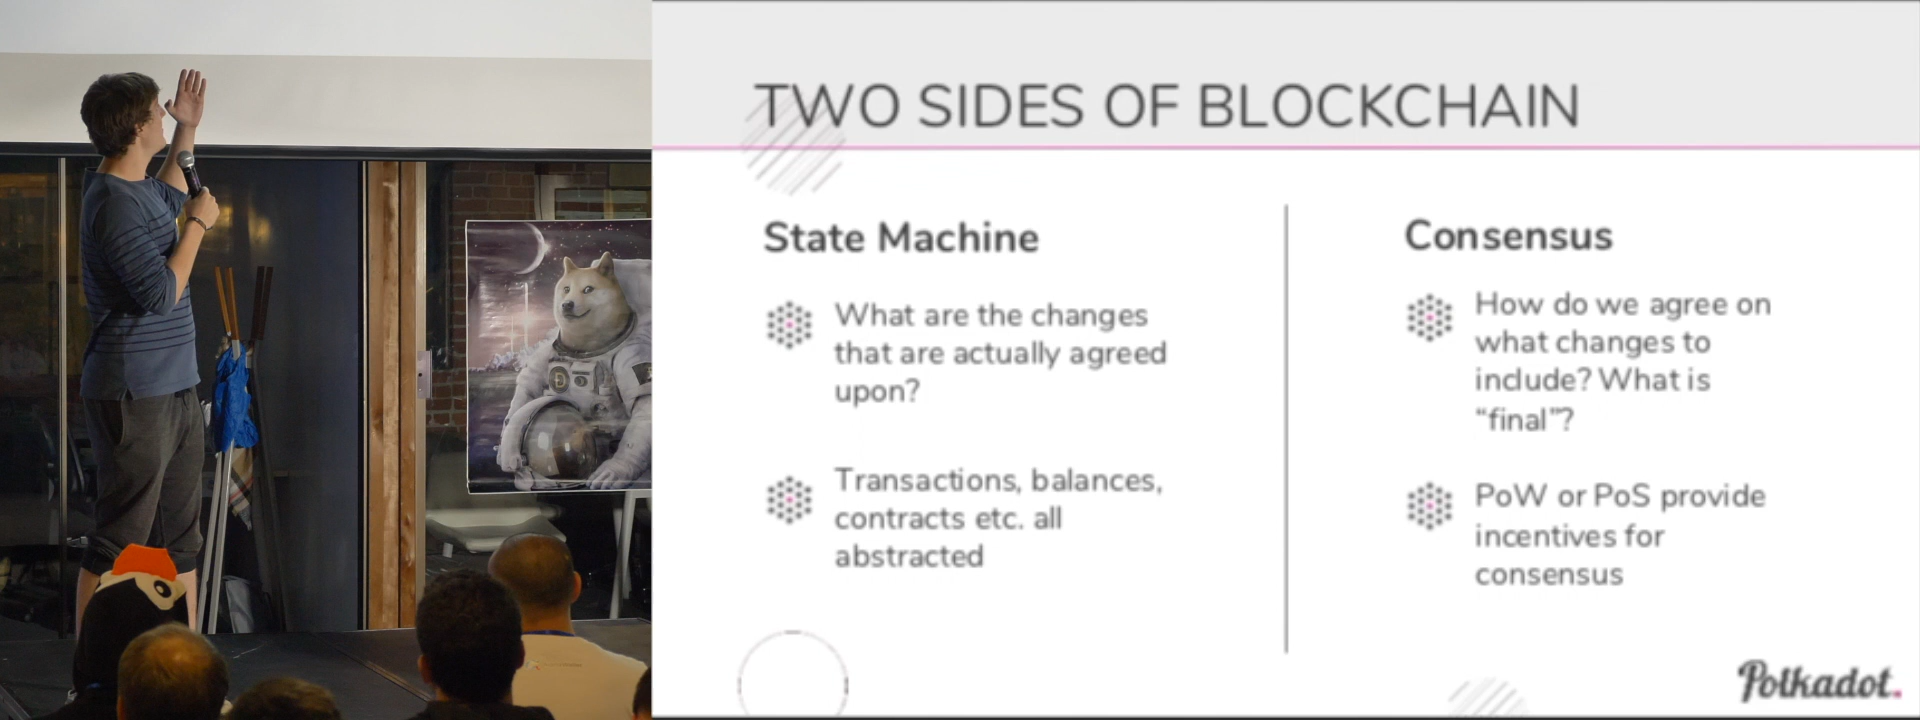 TWO SIDES OF BLOCKCHAIN
State Machine
What are the changes
that are actually agreed
upon?
Transactions, balances,
contracts etc. all
abstracted
Consensus
How do we agree on
what changes to
include? What is
“final”?
PoW or PoS provide
incentives for
consensus
Polkadot.